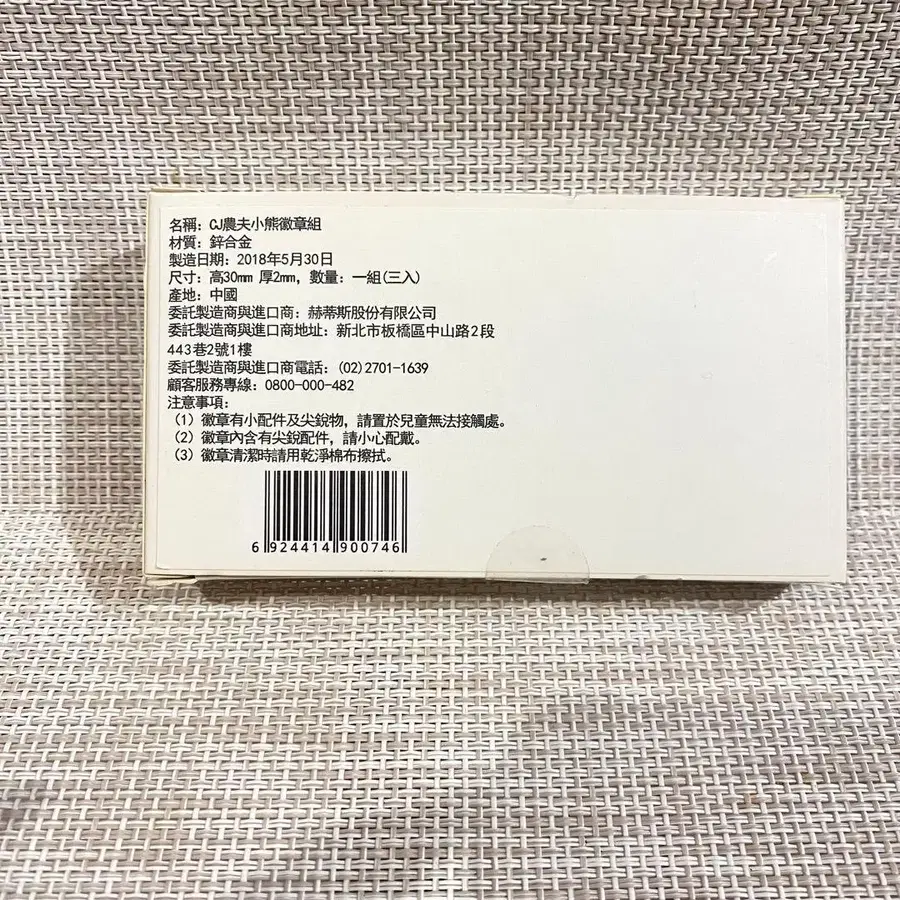 名稱：CJ農夫小熊徽章組
材質：鋅合金
製造日期：2018年5月30日
尺寸：高30mm 厚2mm，數量：一組(三入)
產地：中國
委託製造商與進口商：赫蒂斯股份有限公司
委託製造商與進口商地址：新北市板橋區中山路2段
443巷2號1樓
委託製造商與進口商電話：(02)2701-1639
顧客服務專線：0800-000-482
注意事項：
（1）徽章有小配件及尖銳物，請置於兒童無法接觸處。
（2）徽章內含有尖銳配件，請小心配戴。
（3）徽章清潔時請用乾淨棉布擦拭。
6 924414 900746